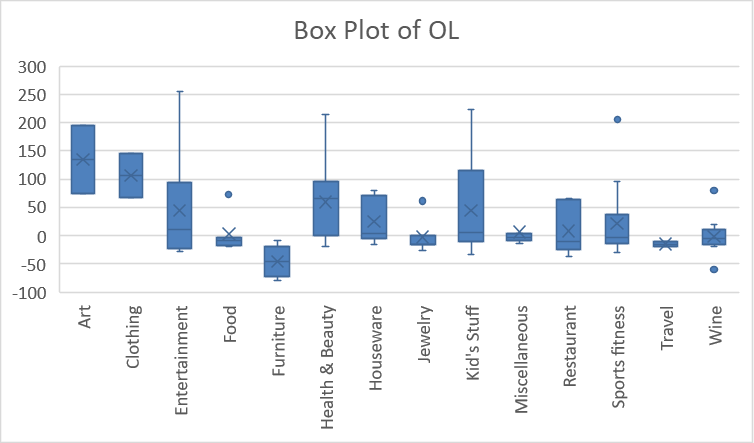 Box Plot of OL
300
250
200
150
100
50
0
-50
-100
Art
Clothing
Entertainment
Food
Furniture
Health & Beauty
Houseware
Jewelry
Kid's Stuff
Miscellaneous
Restaurant
Sports fitness
Travel
Wine